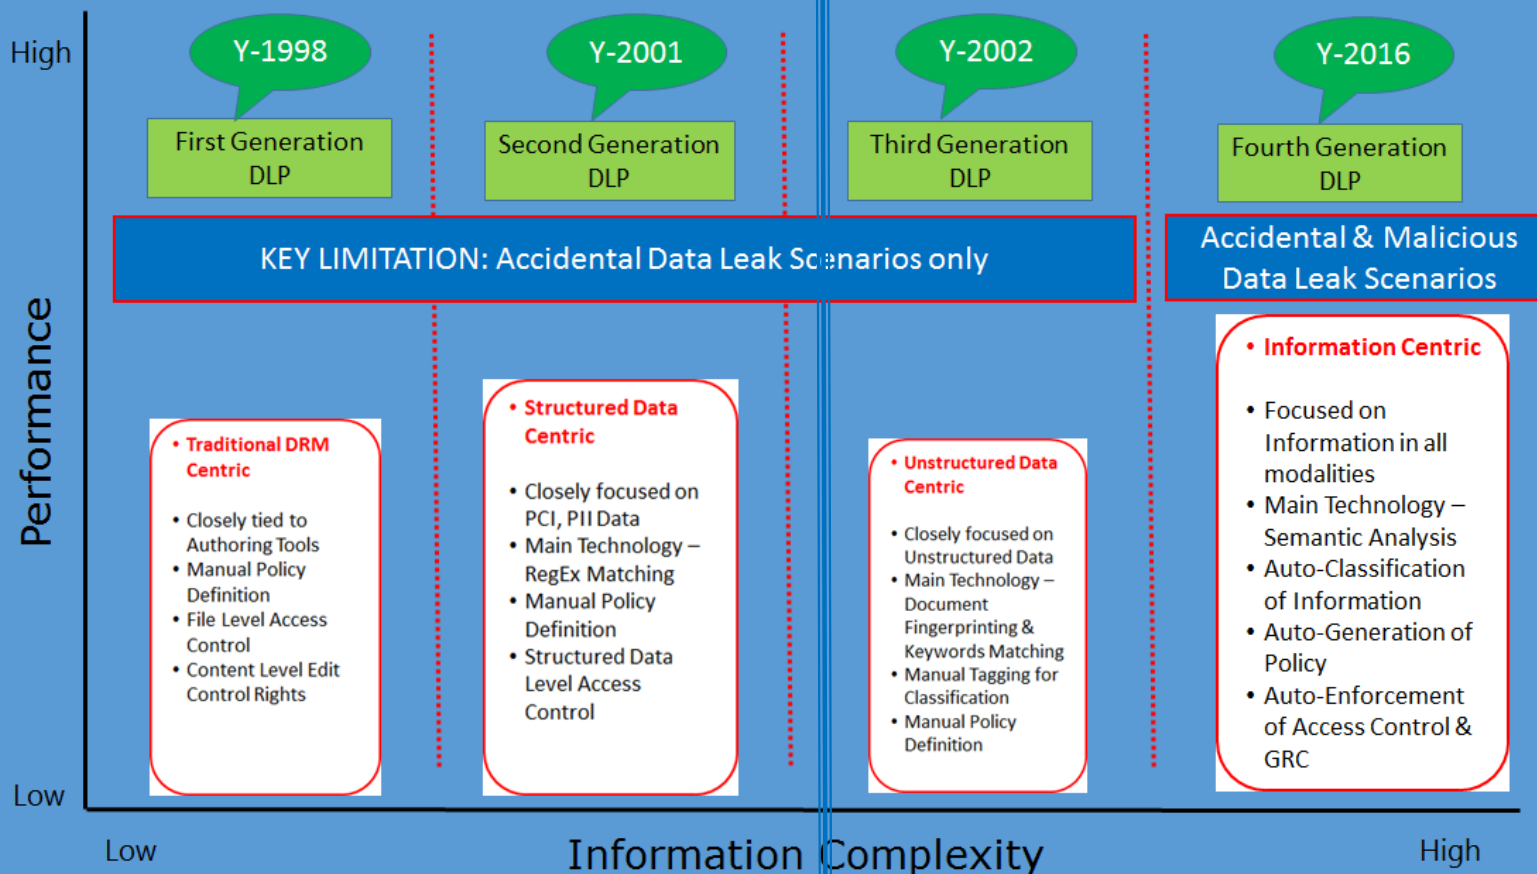 High
Y-1998
Y-2001
Y-2002
Y-2016
First Generation
DLP
Second Generation
DLP
Third Generation
DLP
Fourth Generation
DLP
KEY LIMITATION: Accidental Data Leak Scenarios only
Accidental & Malicious
Data Leak Scenarios
Performance
• Traditional DRM
Centric
• Closely tied to
Authoring Tools
• Manual Policy
Definition
• File Level Access
Control
• Content Level Edit
Control Rights
• Structured Data
Centric
• Closely focused on
PCI, PII Data
• Main Technology –
RegEx Matching
• Manual Policy
Definition
• Structured Data
Level Access
Control
• Unstructured Data
Centric
• Closely focused on
Unstructured Data
• Main Technology –
Document
Fingerprinting &
Keywords Matching
• Manual Tagging for
Classification
• Manual Policy
Definition
• Information Centric
• Focused on
Information in all
modalities
• Main Technology –
Semantic Analysis
• Auto-Classification
of Information
• Auto-Generation of
Policy
• Auto-Enforcement
of Access Control &
GRC
Low
Low
Information Complexity
High